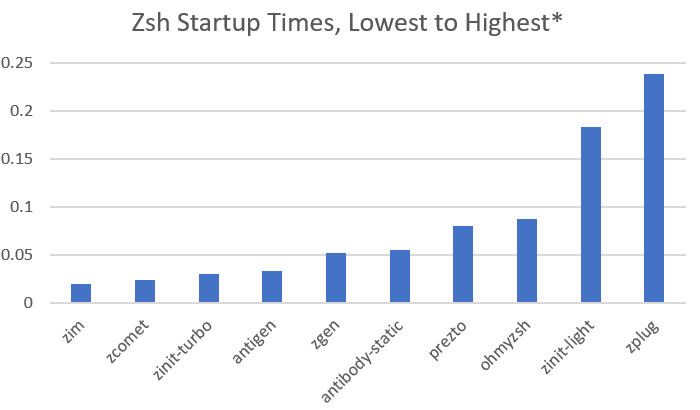 Zsh Startup Times, Lowest to Highest*
0.25
0.2
0.15
0.1
0.05
0
zim
zcomet
zinit-turbo
antigen
zgen
antibody-static
prezto
ohmyzsh
zinit-light
zplug